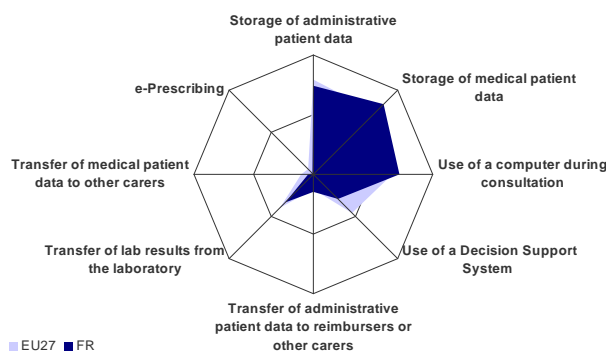 Storage of administrative
patient data
Storage of medical patient
data
e-Prescribing
Transfer of medical patient
data to other carers
Use of a computer during
consultation
Transfer of lab results from
the laboratory
Use of a Decision Support
System
Transfer of administrative
patient data to reimbursers or
other carers
EU27 FR